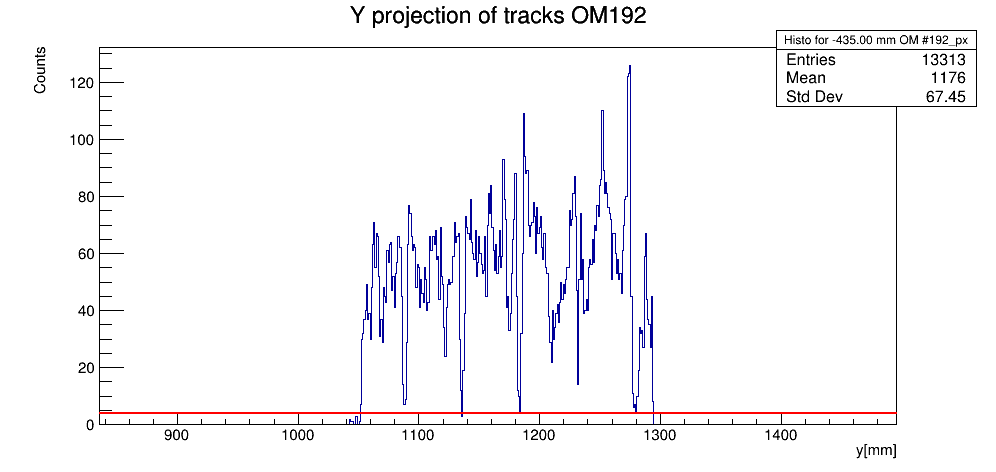 Y projection of tracks OM192
Histo for -435.00 mm OM #192_px
Entries 13313
Mean 1176
Std Dev 67.45
Counts
120
100
80
60
40
20
0
900 1000 1100 1200 1300 1400
y[mm]